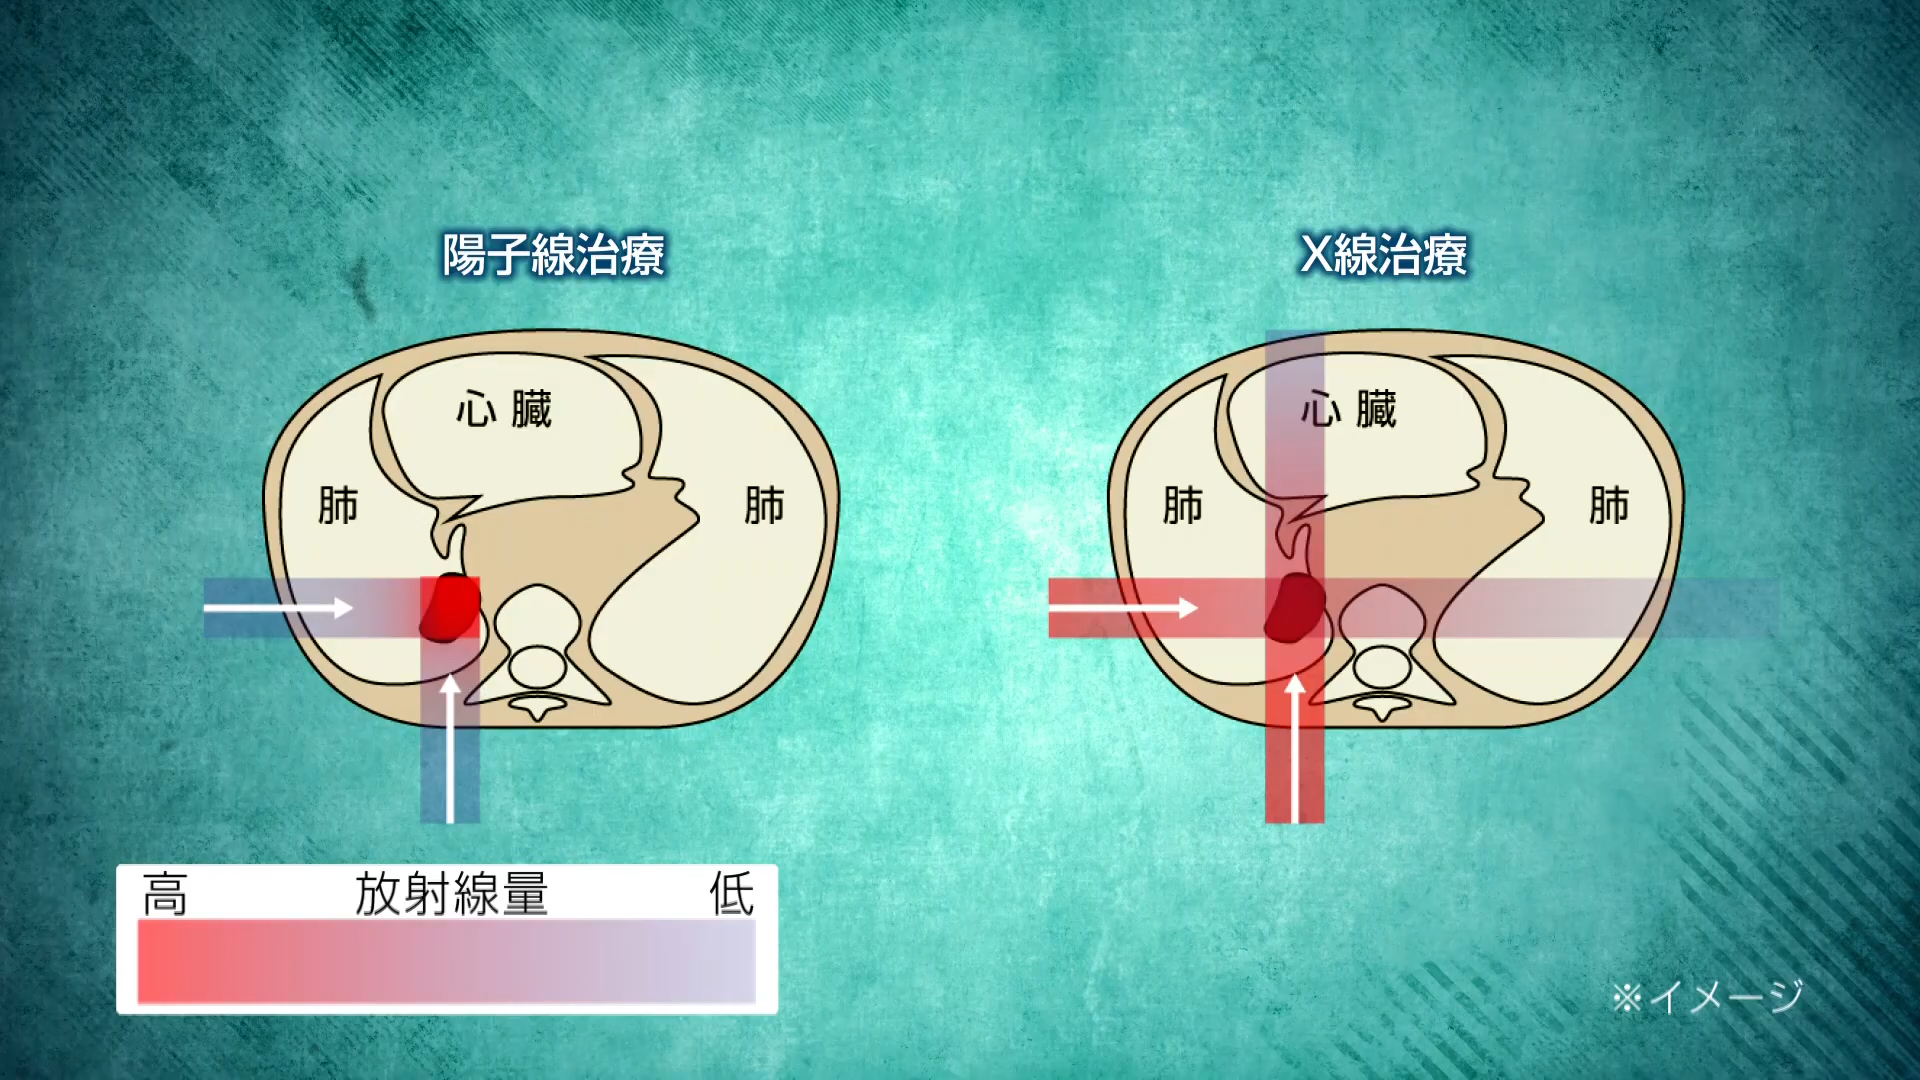 陽子線治療
X線治療
心臓
肺
肺
心臓
肺
肺
高 放射線量 低
※イメージ